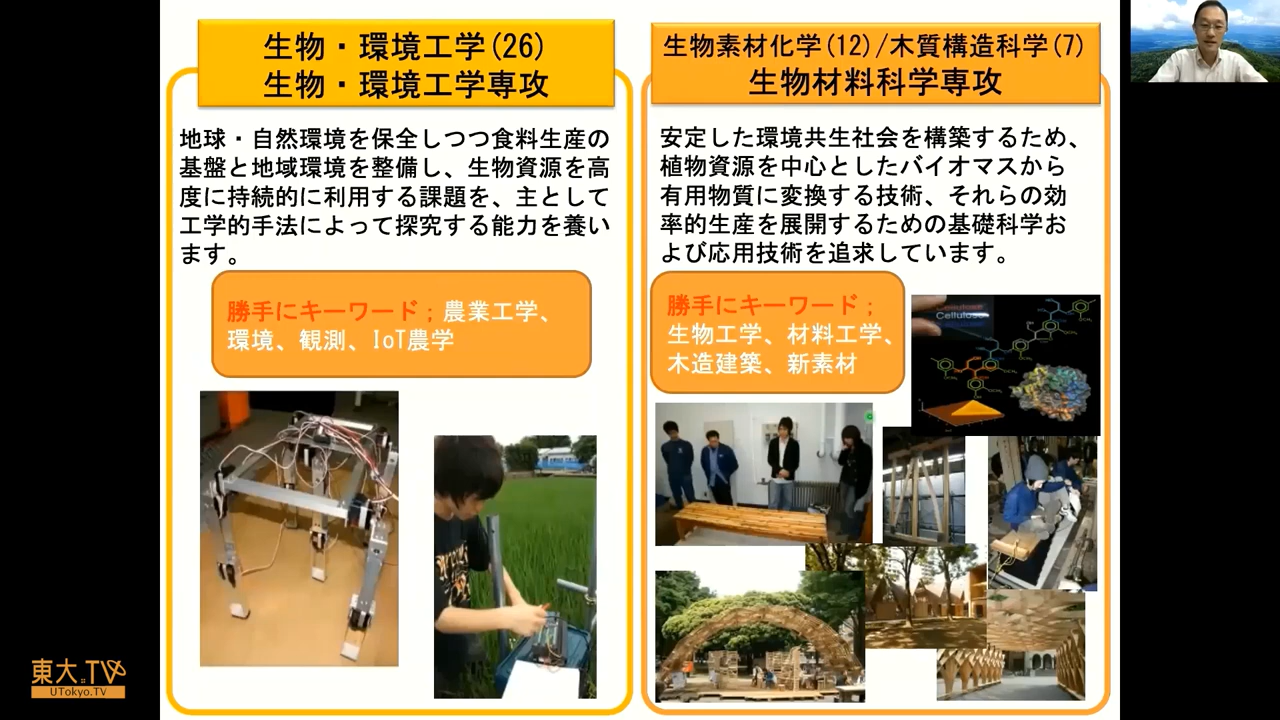 生物・環境工学(26)
生物・環境工学専攻
地球・自然環境を保全しつつ食料生産の
基盤と地域環境を整備し、生物資源を高
度に持続的に利用する課題を、主として
工学的手法によって探究する能力を養い
ます。
勝手にキーワード；農業工学、
環境、観測、IoT農学
生物素材化学(12)/木質構造科学(7)
生物材料科学専攻
安定した環境共生社会を構築するため、
植物資源を中心としたバイオマスから
有用物質に変換する技術、それらの効
率的生産を展開するための基礎科学お
よび応用技術を追求しています。
勝手にキーワード；
生物工学、材料工学、
木造建築、新素材
Cellulose
東大TV
UTokyo.TV